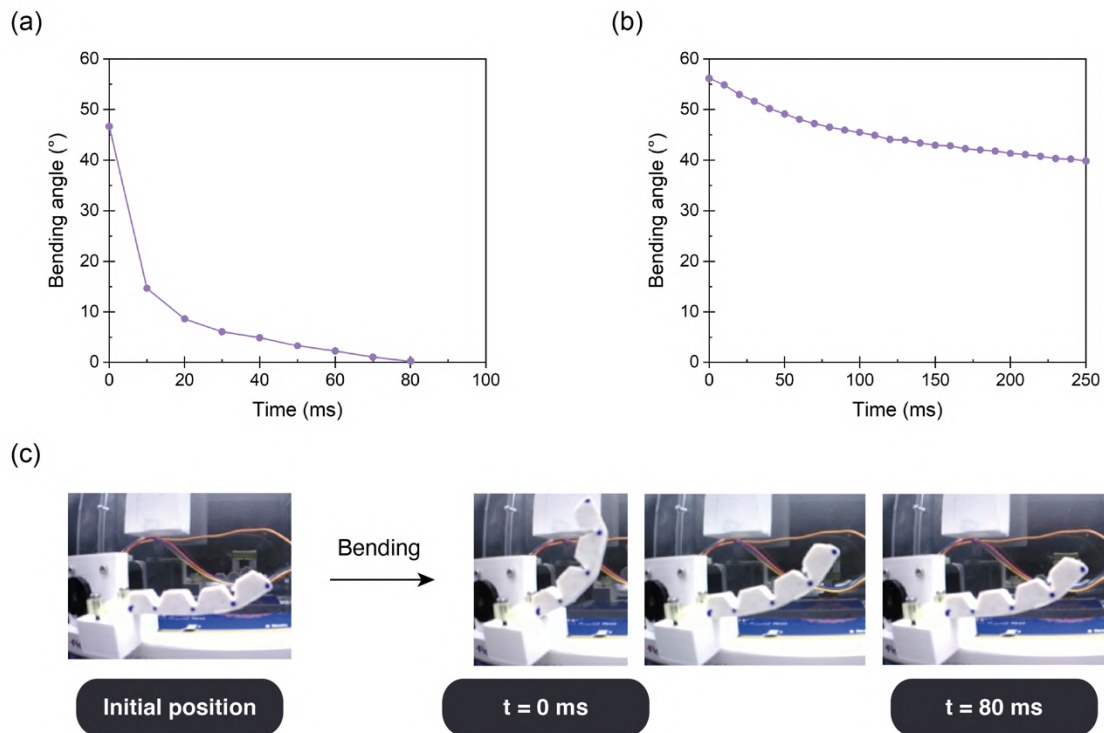 (a)
60
50
40
30
20
10
0
Bending angle (°)
0 20 40 60 80 100
Time (ms)
(b)
60
50
40
30
20
10
0
Bending angle (°)
0 50 100 150 200 250
Time (ms)
(c)
Bending
Initial position
t = 0 ms
t = 80 ms